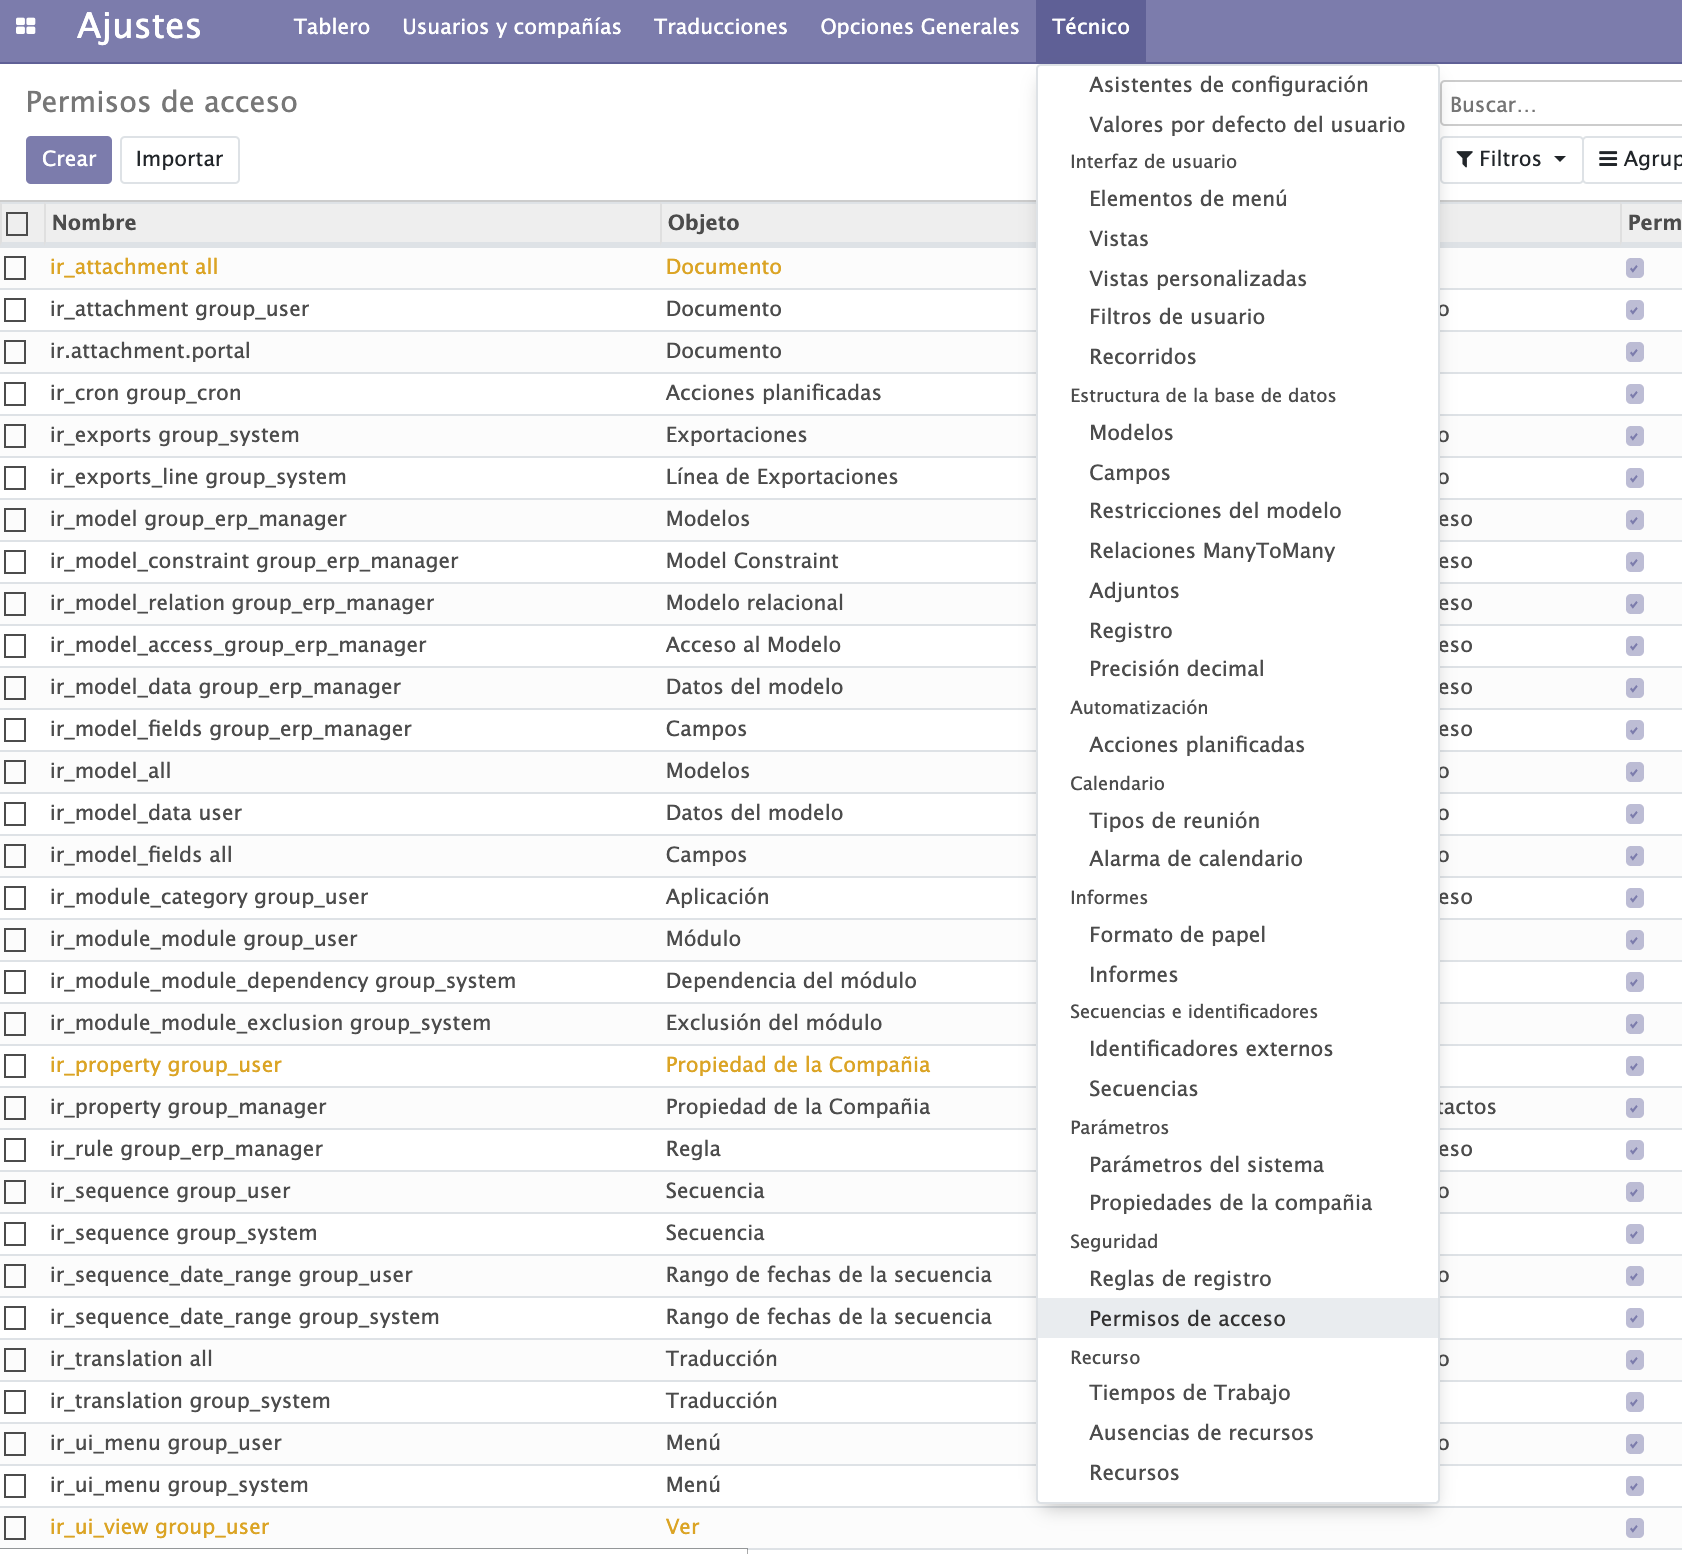 Ajustes Tablero Usuarios y compañías Traducciones Opciones Generales Técnico
Permisos de acceso
Buscar...
Crear Importar
Filtros
Agrup
Nombre Objeto Perm
ir_attachment all Documento
ir_attachment group_user Documento o
ir.attachment.portal Documento
ir_cron group_cron Acciones planificadas
ir_exports group_system Exportaciones o
ir_exports_line group_system Línea de Exportaciones o
ir_model group_erp_manager Modelos eso
ir_model_constraint group_erp_manager Model Constraint eso
ir_model_relation group_erp_manager Modelo relacional eso
ir_model_access_group_erp_manager Acceso al Modelo eso
ir_model_data group_erp_manager Datos del modelo eso
ir_model_fields group_erp_manager Campos eso
ir_model_all Modelos o
ir_model_data user Datos del modelo o
ir_model_fields all Campos o
ir_module_category group_user Aplicación eso
ir_module_module group_user Módulo
ir_module_module_dependency group_system Dependencia del módulo
ir_module_module_exclusion group_system Exclusión del módulo
ir_property group_user Propiedad de la Compañia
ir_property group_manager Propiedad de la Compañia tactos
ir_rule group_erp_manager Regla eso
ir_sequence group_user Secuencia o
ir_sequence group_system Secuencia
ir_sequence_date_range group_user Rango de fechas de la secuencia o
ir_sequence_date_range group_system Rango de fechas de la secuencia
ir_translation all Traducción o
ir_translation group_system Traducción
ir_ui_menu group_user Menú o
ir_ui_menu group_system Menú
ir_ui_view group_user Ver
Asistentes de configuración
Valores por defecto del usuario
Interfaz de usuario
Elementos de menú
Vistas
Vistas personalizadas
Filtros de usuario
Recorridos
Estructura de la base de datos
Modelos
Campos
Restricciones del modelo
Relaciones ManyToMany
Adjuntos
Registro
Precisión decimal
Automatización
Acciones planificadas
Calendario
Tipos de reunión
Alarma de calendario
Informes
Formato de papel
Informes
Secuencias e identificadores
Identificadores externos
Secuencias
Parámetros
Parámetros del sistema
Propiedades de la compañia
Seguridad
Reglas de registro
Permisos de acceso
Recurso
Tiempos de Trabajo
Ausencias de recursos
Recursos